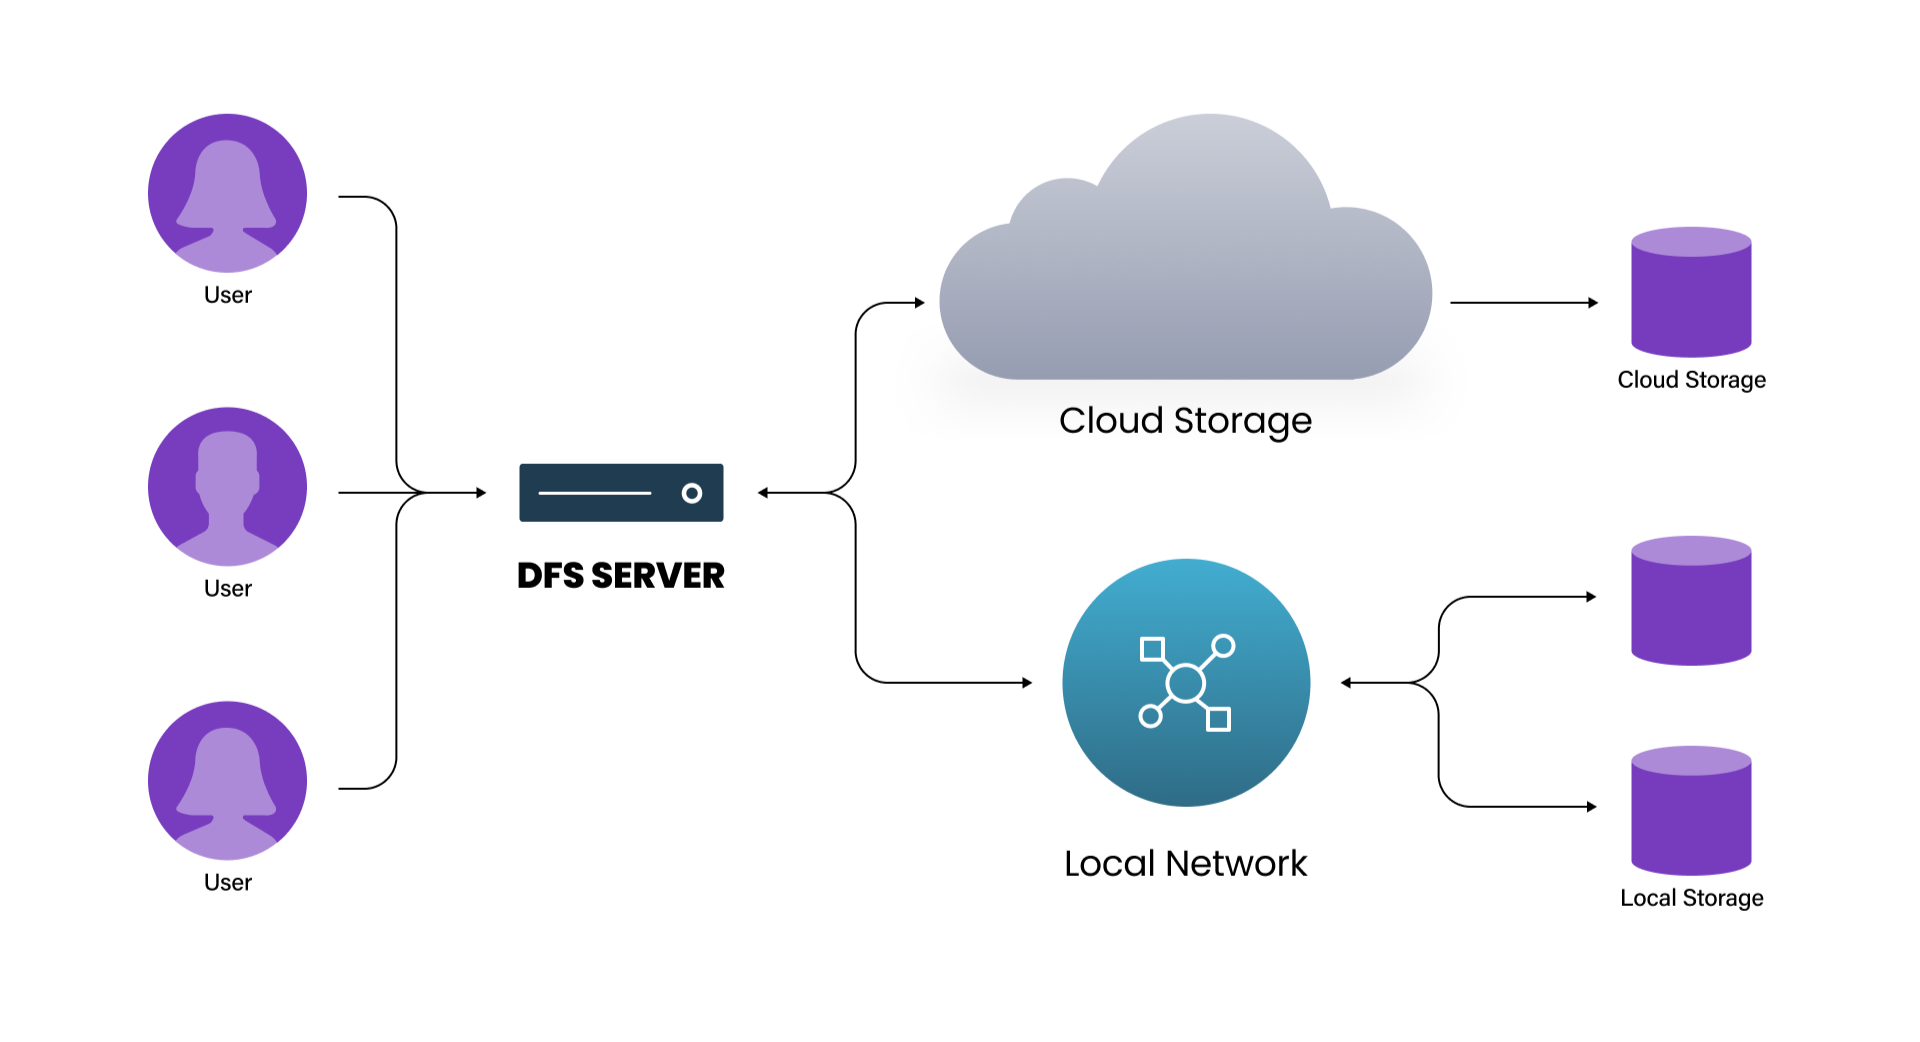 User
User
User
DFS SERVER
Cloud Storage
Local Network
Cloud Storage
Local Storage